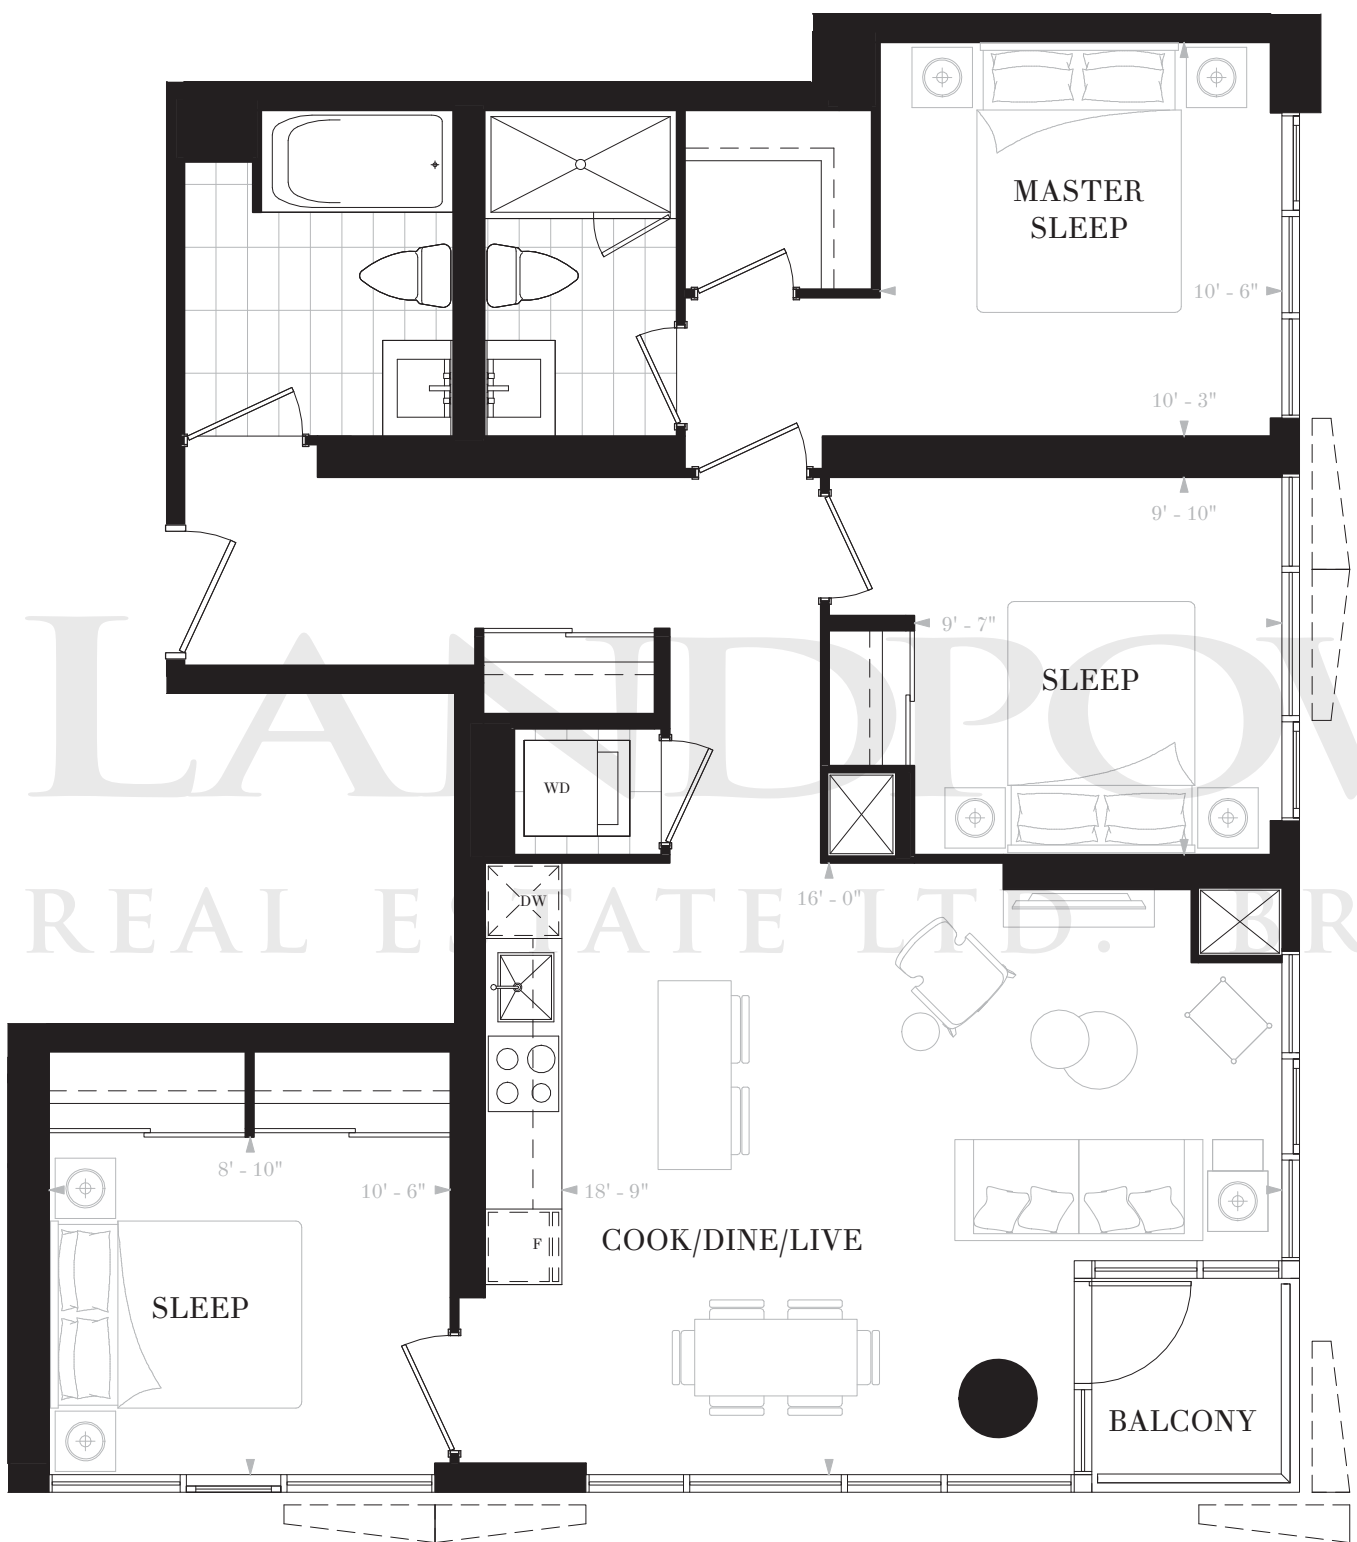 MASTER
SLEEP
10' - 6"
10' - 3"
9' - 10"
9' - 7"
SLEEP
LANDPOW
WD
DW
16' - 0"
REAL ESTATE LTD. BR
8' - 10"
10' - 6"
18' - 9"
COOK/DINE/LIVE
F
SLEEP
BALCONY